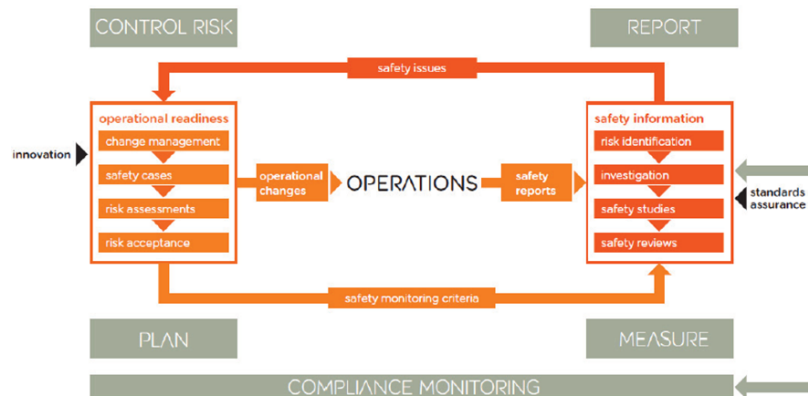 CONTROL RISK
REPORT
safety issues
operational readiness
change management
safety cases
risk assessments
risk acceptance
innovation
operational
changes
OPERATIONS
safety
reports
safety information
risk identification
investigation
safety studies
safety reviews
standards
assurance
safety monitoring criteria
PLAN
MEASURE
COMPLIANCE MONITORING